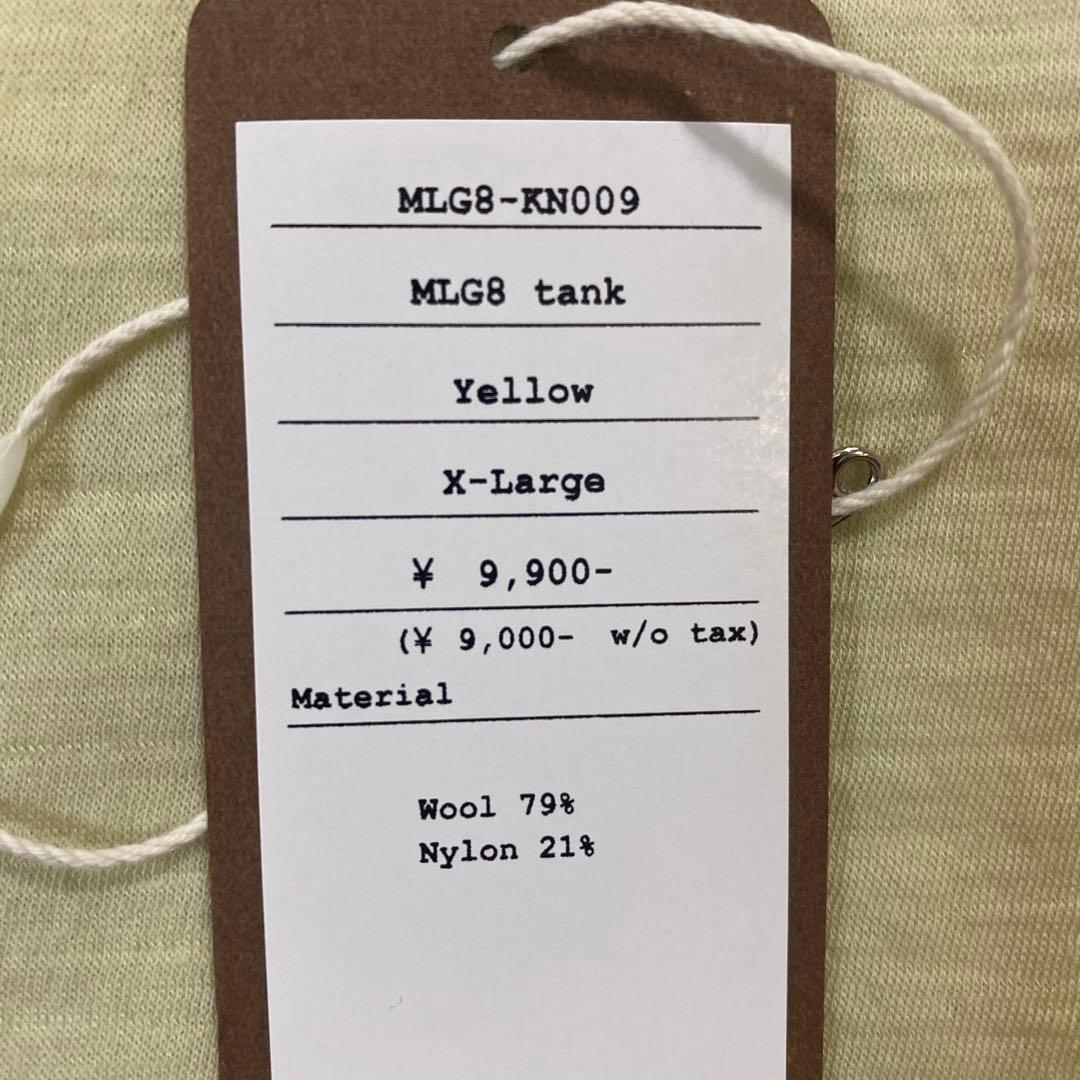 MLG8-KN009
MLG8 tank
Yellow
X-Large
¥ 9,900-
(¥ 9,000- w/o tax)
Material
Wool 79%
Nylon 21%